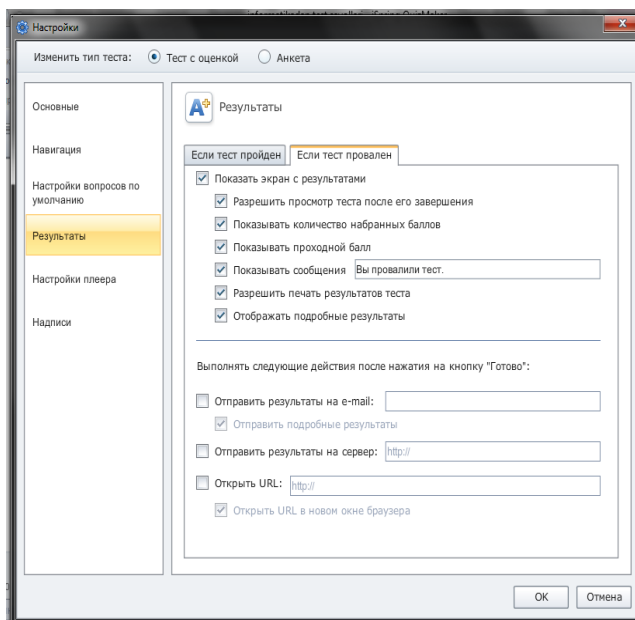 Настройки
Изменить тип теста:
Тест с оценкой
Анкета
Основные
Навигация
Настройки вопросов по
умолчанию
Результаты
Настройки плеера
Надписи
A+ Результаты
Если тест пройден
Если тест провален
Показать экран с результатами
Разрешить просмотр теста после его завершения
Показывать количество набранных баллов
Показывать проходной балл
Показывать сообщения Вы провалили тест.
Разрешить печать результатов теста
Отображать подробные результаты
Выполнять следующие действия после нажатия на кнопку "Готово":
Отправить результаты на e-mail:
Отправить подробные результаты
Отправить результаты на сервер: http://
Открыть URL: http://
Открыть URL в новом окне браузера
OK
Отмена